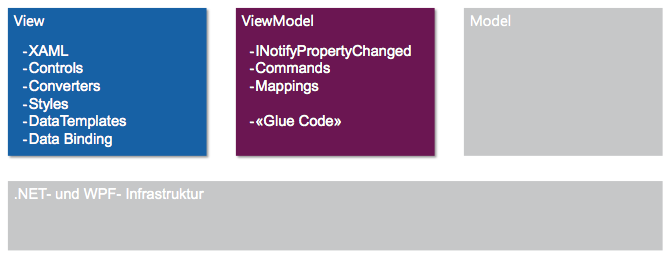 View
-XAML
-Controls
-Converters
-Styles
-DataTemplates
-Data Binding
ViewModel
-INotifyPropertyChanged
-Commands
-Mappings
-«Glue Code»
Model
.NET- und WPF- Infrastruktur